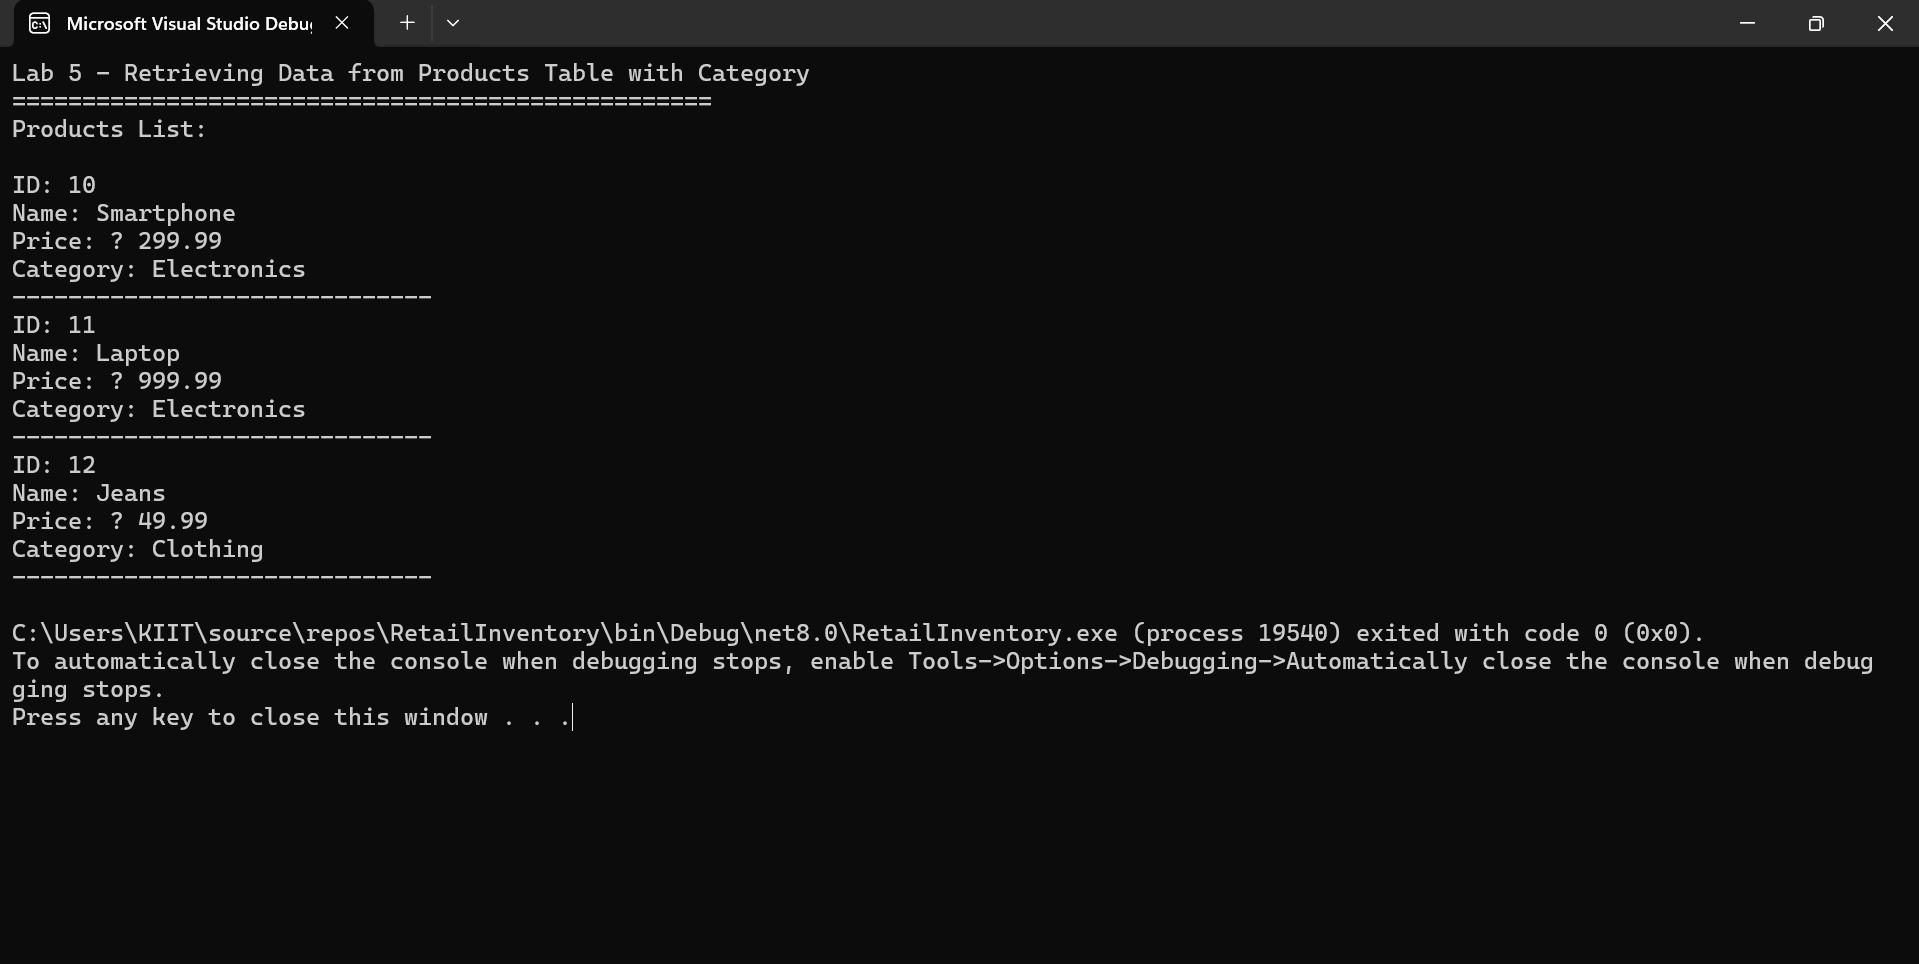 Microsoft Visual Studio Debu
Lab 5 - Retrieving Data from Products Table with Category
==================================================
Products List:
ID: 10
Name: Smartphone
Price: ? 299.99
Category: Electronics
------------------------------
ID: 11
Name: Laptop
Price: ? 999.99
Category: Electronics
------------------------------
ID: 12
Name: Jeans
Price: ? 49.99
Category: Clothing
------------------------------
C:\Users\KIIT\source\repos\RetailInventory\bin\Debug\net8.0\RetailInventory.exe (process 19540) exited with code 0 (0x0).
To automatically close the console when debugging stops, enable Tools->Options->Debugging->Automatically close the console when debug
ging stops.
Press any key to close this window . . .